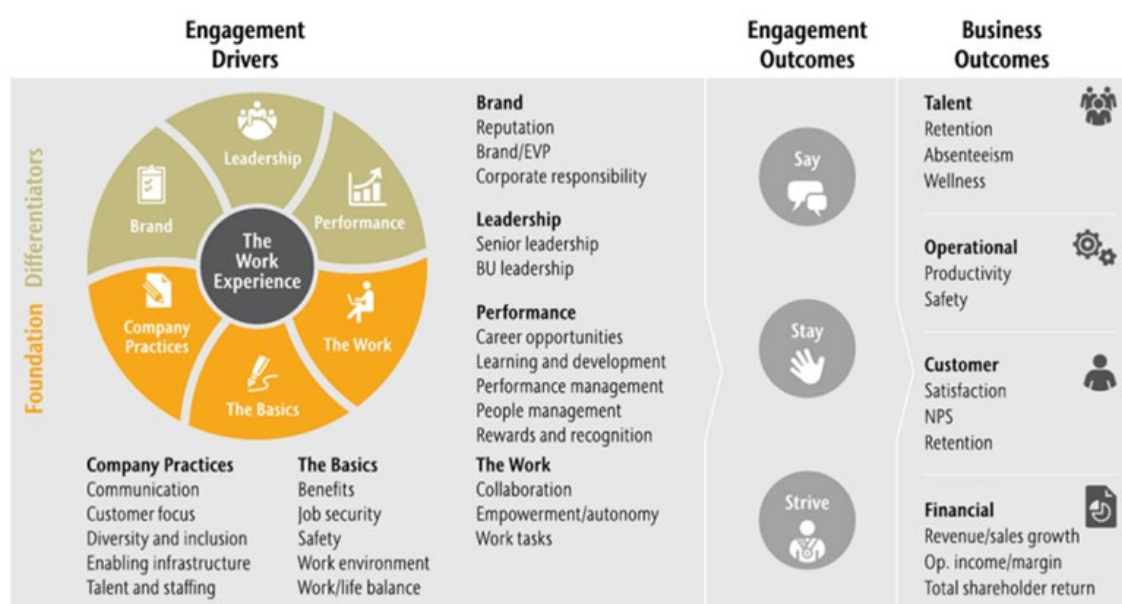 Engagement
Drivers
Engagement
Outcomes
Business
Outcomes
Foundation Differentiators
Leadership
Brand
Performance
The
Work
Experience
Company
Practices
The Work
The Basics
Brand
Reputation
Brand/EVP
Corporate responsibility
Leadership
Senior leadership
BU leadership
Performance
Career opportunities
Learning and development
Performance management
People management
Rewards and recognition
Company Practices
Communication
Customer focus
Diversity and inclusion
Enabling infrastructure
Talent and staffing
The Basics
Benefits
Job security
Safety
Work environment
Work/life balance
The Work
Collaboration
Empowerment/autonomy
Work tasks
Say
Stay
Strive
Talent
Retention
Absenteeism
Wellness
Operational
Productivity
Safety
Customer
Satisfaction
NPS
Retention
Financial
Revenue/sales growth
Op. income/margin
Total shareholder return